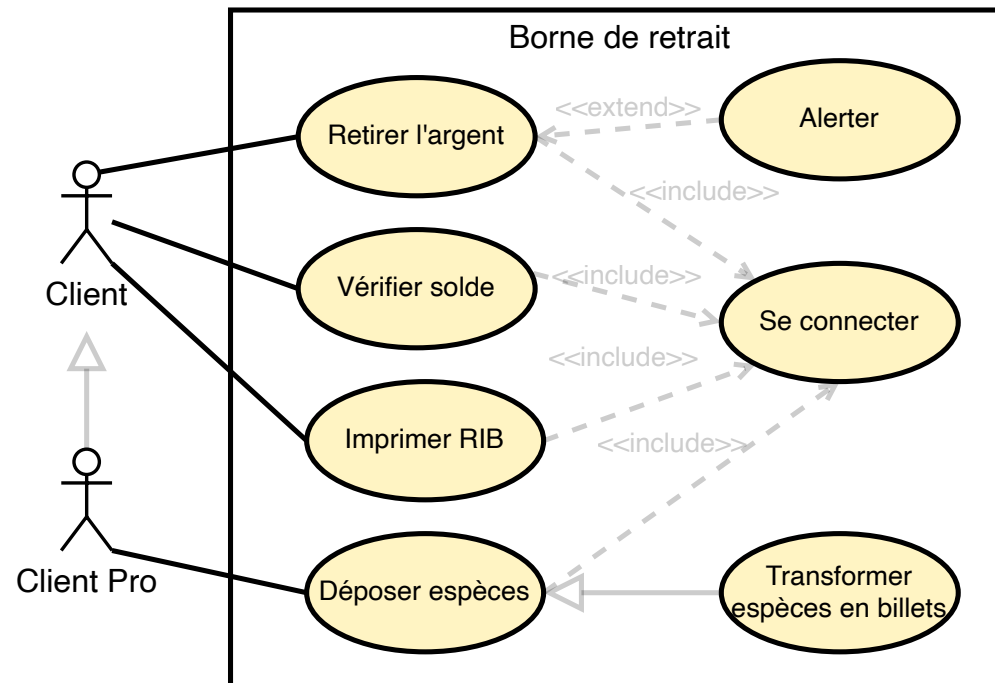 Borne de retrait
Retirer l'argent
<<extend>>
Alerter
<<include>>
Client
Vérifier solde
<<include>>
Se connecter
<<include>>
Imprimer RIB
<<include>>
Client Pro
Déposer espèces
Transformer
espèces en billets